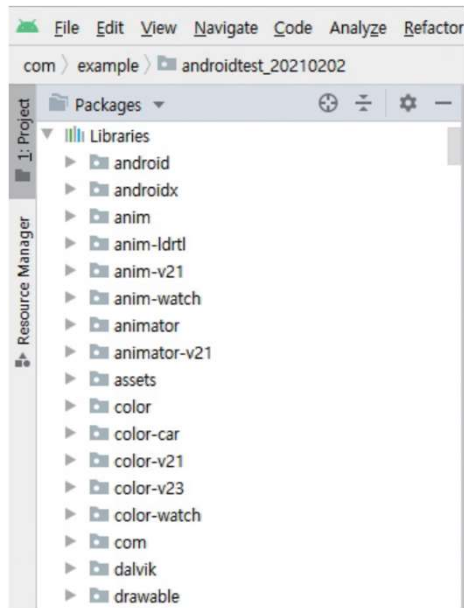 File Edit View Navigate Code Analyze Refactor
com example androidtest_20210202
1: Project
Packages
Libraries
android
androidx
anim
anim-ldrtl
anim-v21
anim-watch
animator
animator-v21
assets
color
color-car
color-v21
color-v23
color-watch
com
dalvik
drawable
Resource Manager